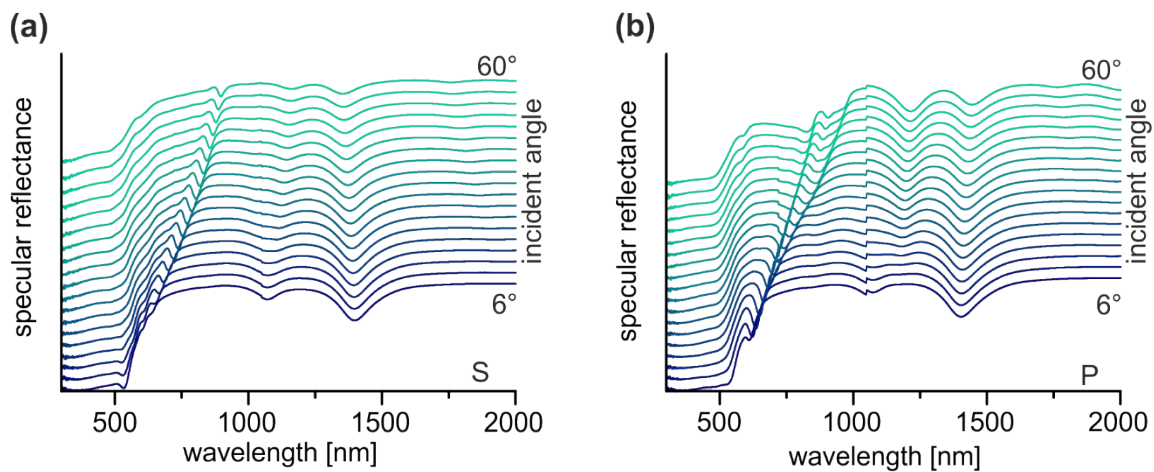 (a)
specular reflectance
60°
6°
incident angle
S
500
1000
1500
2000
wavelength [nm]
(b)
specular reflectance
60°
6°
incident angle
P
500
1000
1500
2000
wavelength [nm]